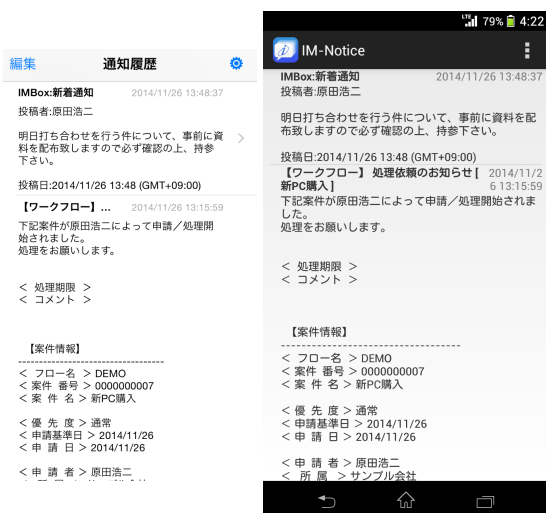 編集 通知履歴
IMBox:新着通知 2014/11/26 13:48:37
投稿者:原田浩二
明日打ち合わせを行う件について、事前に資
料を配布致しますので必ず確認の上、持参
下さい。
投稿日:2014/11/26 13:48 (GMT+09:00)
【ワークフロー】... 2014/11/26 13:15:59
下記案件が原田浩二によって申請／処理開
始されました。
処理をお願いします。
＜ 処理期限 ＞
＜ コメント ＞
【案件情報】
------------------------------------
＜ フロー名 ＞DEMO
＜案件 番号＞0000000007
＜案 件 名＞新PC購入
＜優 先 度＞通常
＜申請基準日＞2014/11/26
＜申 請 日＞2014/11/26
＜申 請 者＞原田浩二
LTE 79% 4:22
IM-Notice
IMBox:新着通知 2014/11/26 13:48:37
投稿者:原田浩二
明日打ち合わせを行う件について、事前に資料を配
布致しますので必ず確認の上、持参下さい。
投稿日:2014/11/26 13:48 (GMT+09:00)
【ワークフロー】 処理依頼のお知らせ [ 2014/11/2
新PC購入 ] 6 13:15:59
下記案件が原田浩二によって申請／処理開始されま
した。
処理をお願いします。
＜ 処理期限 ＞
＜ コメント ＞
【案件情報】
------------------------------------
＜ フロー名 ＞DEMO
＜案件 番号＞0000000007
＜案 件 名＞新PC購入
＜優 先 度＞通常
＜申請基準日＞2014/11/26
＜申 請 日＞2014/11/26
＜申 請 者＞原田浩二
＜ 所 属 ＞サンプル会社